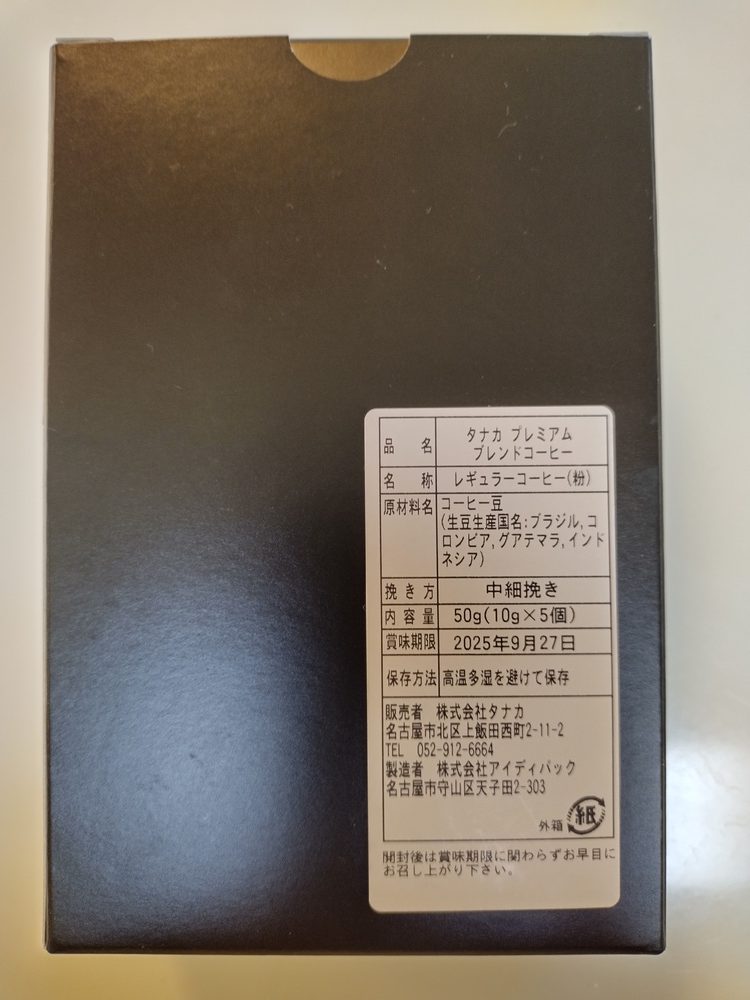 品名 タナカ プレミアム
ブレンドコーヒー
名称 レギュラーコーヒー(粉)
原材料名 コーヒー豆
(生豆生産国名:ブラジル,コ
ロンビア,グアテマラ,インド
ネシア)
挽き方 中細挽き
内容量 50g(10g×5個)
賞味期限 2025年9月27日
保存方法 高温多湿を避けて保存
販売者 株式会社タナカ
名古屋市北区上飯田西町2-11-2
TEL 052-912-6664
製造者 株式会社アイディパック
名古屋市守山区天子田2-303
外箱 紙
開封後は賞味期限に関わらずお早目に
お召し上がり下さい。